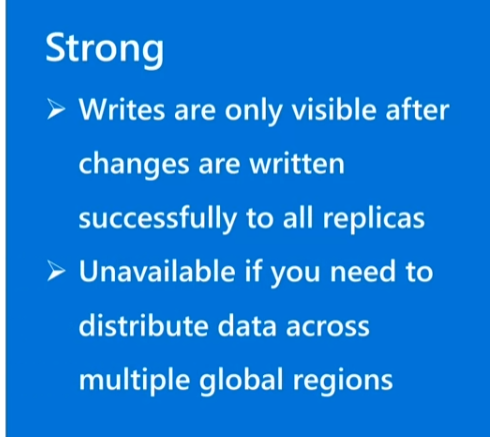 Strong
➢ Writes are only visible after
changes are written
successfully to all replicas
➢ Unavailable if you need to
distribute data across
multiple global regions